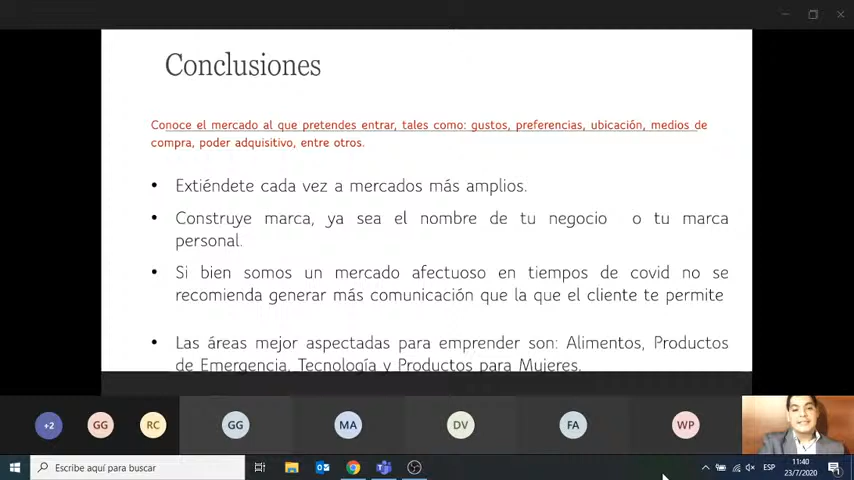 Conclusiones
Conoce el mercado al que pretendes entrar, tales como: gustos, preferencias, ubicación, medios de
compra, poder adquisitivo, entre otros.
• Extiéndete cada vez a mercados más amplios.
• Construye marca, ya sea el nombre de tu negocio o tu marca
personal.
• Si bien somos un mercado afectuoso en tiempos de covid no se
recomienda generar más comunicación que la que el cliente te permite
• Las áreas mejor aspectadas para emprender son: Alimentos, Productos
de Emergencia, Tecnología y Productos para Mujeres.
+2 GG RC GG MA DV FA WP
Escribe aquí para buscar
ESP
11:40
23/7/2020